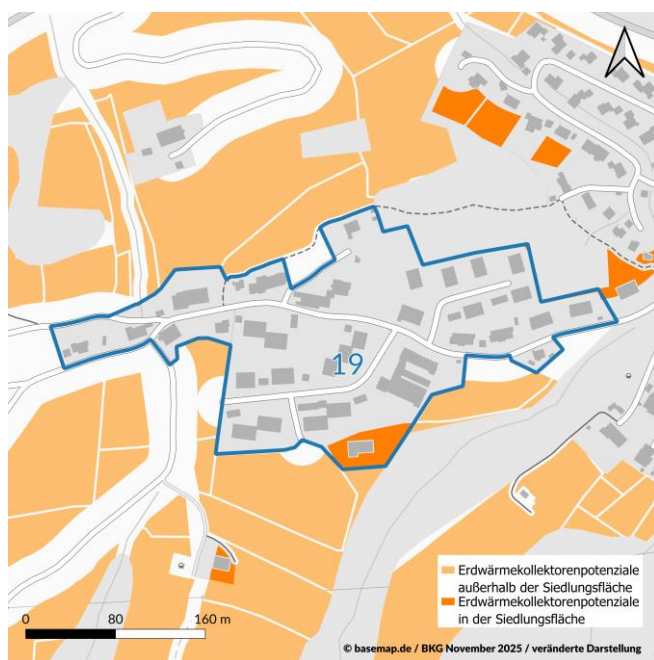 19
Erdwärmekollektorenpotenziale
außerhalb der Siedlungsfläche
Erdwärmekollektorenpotenziale
in der Siedlungsfläche
0 80 160 m
© basemap.de / BKG November 2025 / veränderte Darstellung